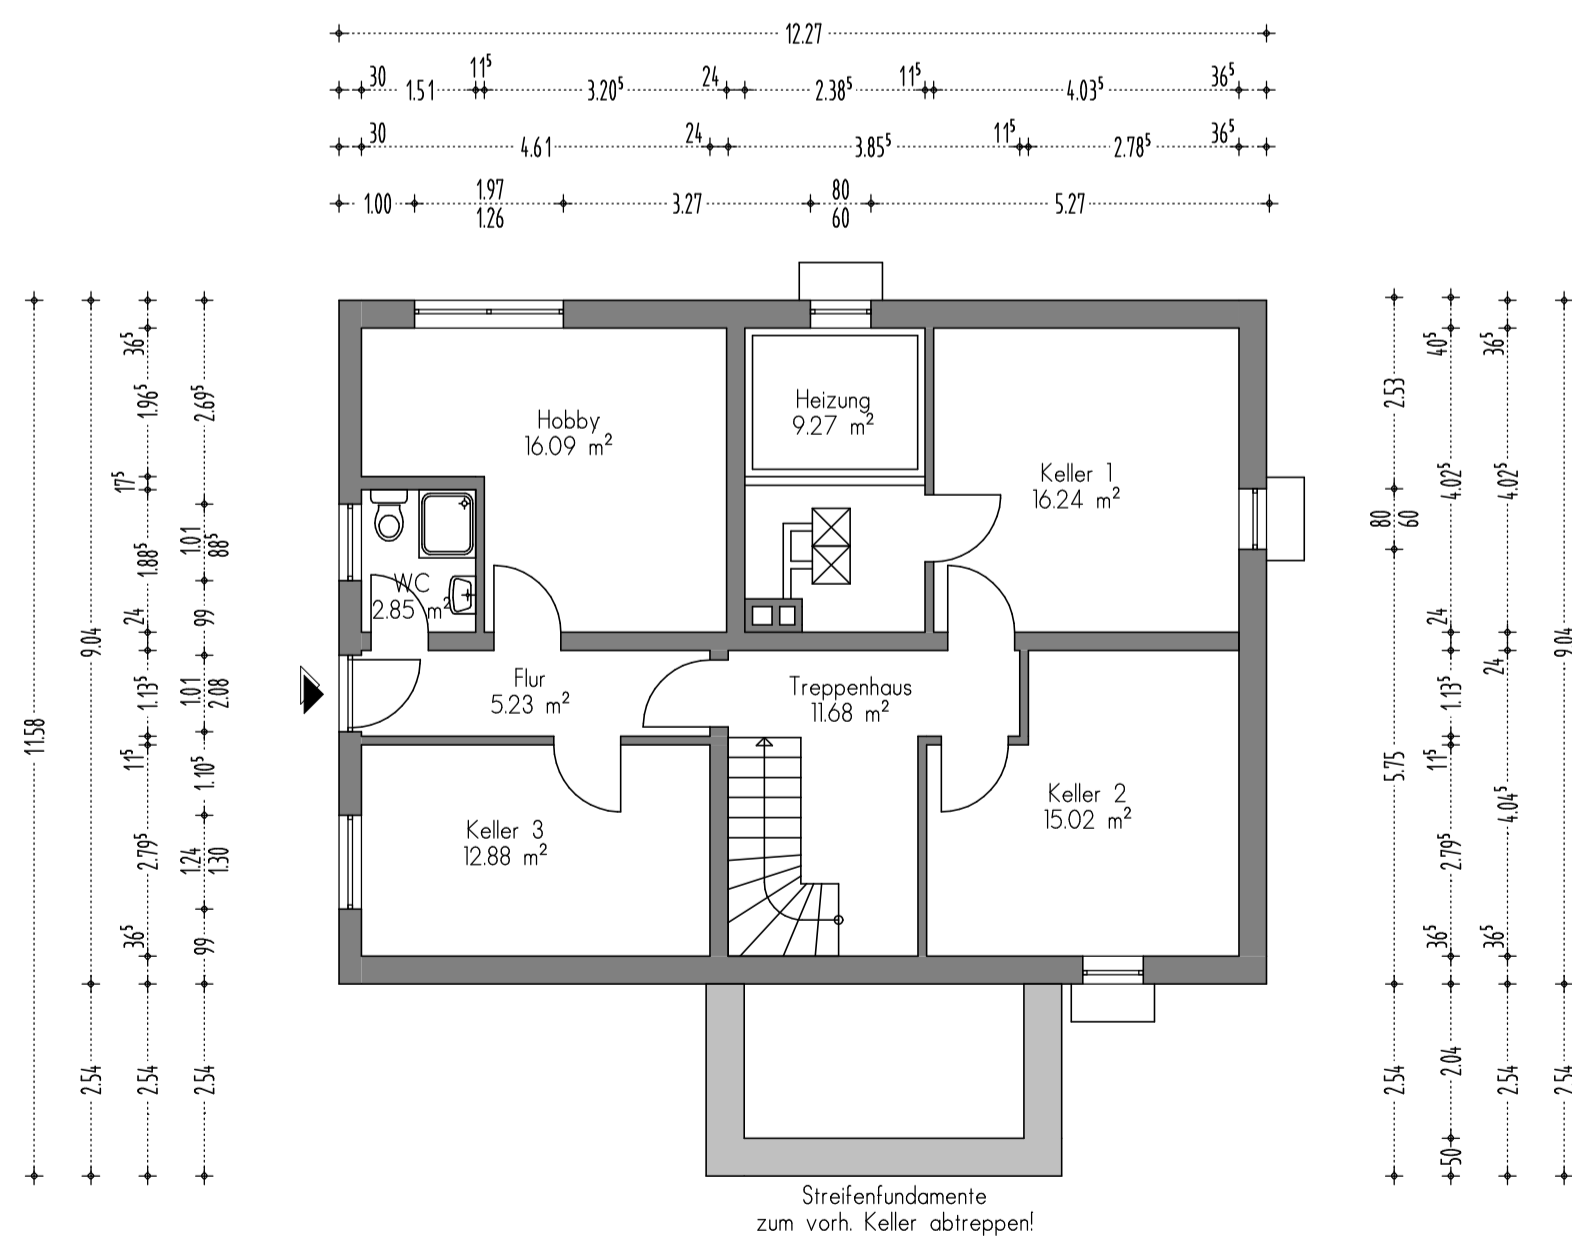 12.27
30 1.51 11⁵ 3.20⁵ 24 2.38⁵ 11⁵ 4.03⁵ 36⁵
30 4.61 24 3.85⁵ 11⁵ 2.78⁵ 36⁵
1.00 1.97 3.27 80 5.27
1.26 60
11.58
9.04
2.54
36⁵
1.96⁵
17⁵
1.88⁵
24
1.13⁵
11⁵
2.79⁵
36⁵
2.54
2.69⁵
1.01
88⁵
99
1.01
2.08
1.10⁵
1.24
1.30
99
2.54
Hobby
16.09 m²
Heizung
9.27 m²
Keller 1
16.24 m²
WC
2.85 m²
Flur
5.23 m²
Treppenhaus
11.68 m²
Keller 3
12.88 m²
Keller 2
15.02 m²
2.53
80
60
5.75
2.54
40⁵
4.02⁵
24
1.13⁵
11⁵
2.79⁵
36⁵
2.04
50
36⁵
4.02⁵
24
4.04⁵
36⁵
2.54
9.04
2.54
Streifenfundamente
zum vorh. Keller abtreppen!